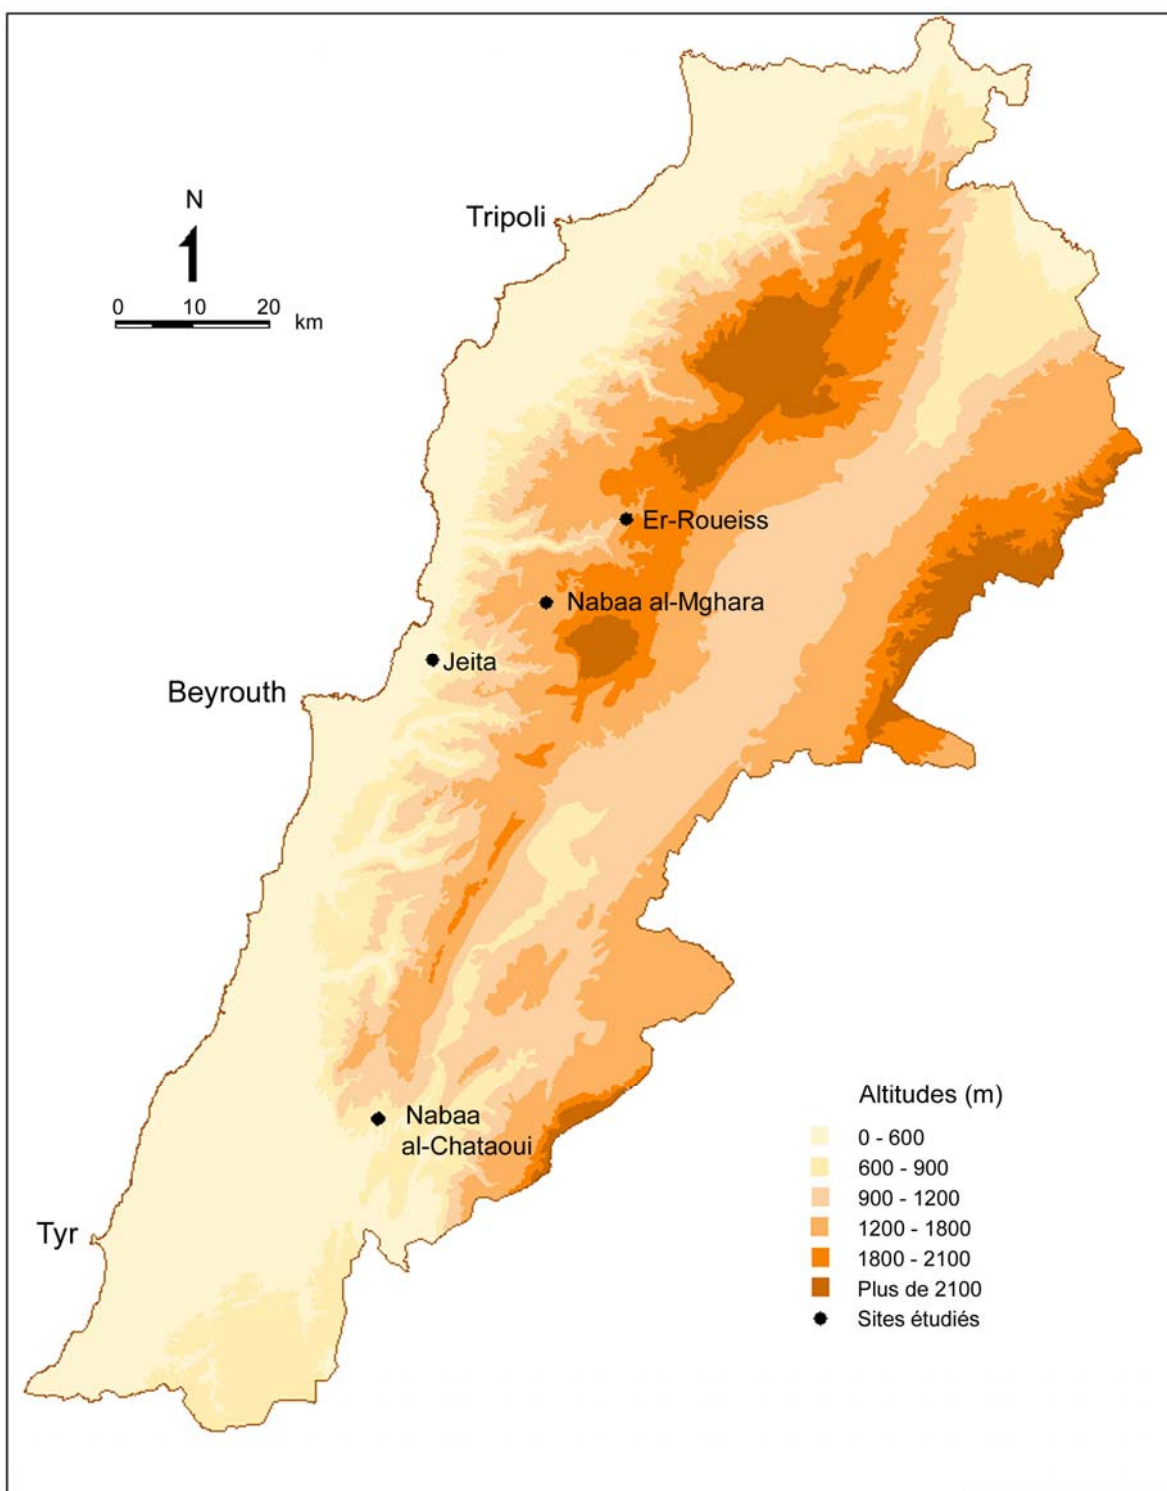 N
Tripoli
0 10 20
km
Er-Roueiss
Nabaa al-Mghara
Jeita
Beyrouth
Nabaa
al-Chataoui
Tyr
Altitudes (m)
0 - 600
600 - 900
900 - 1200
1200 - 1800
1800 - 2100
Plus de 2100
Sites étudiés